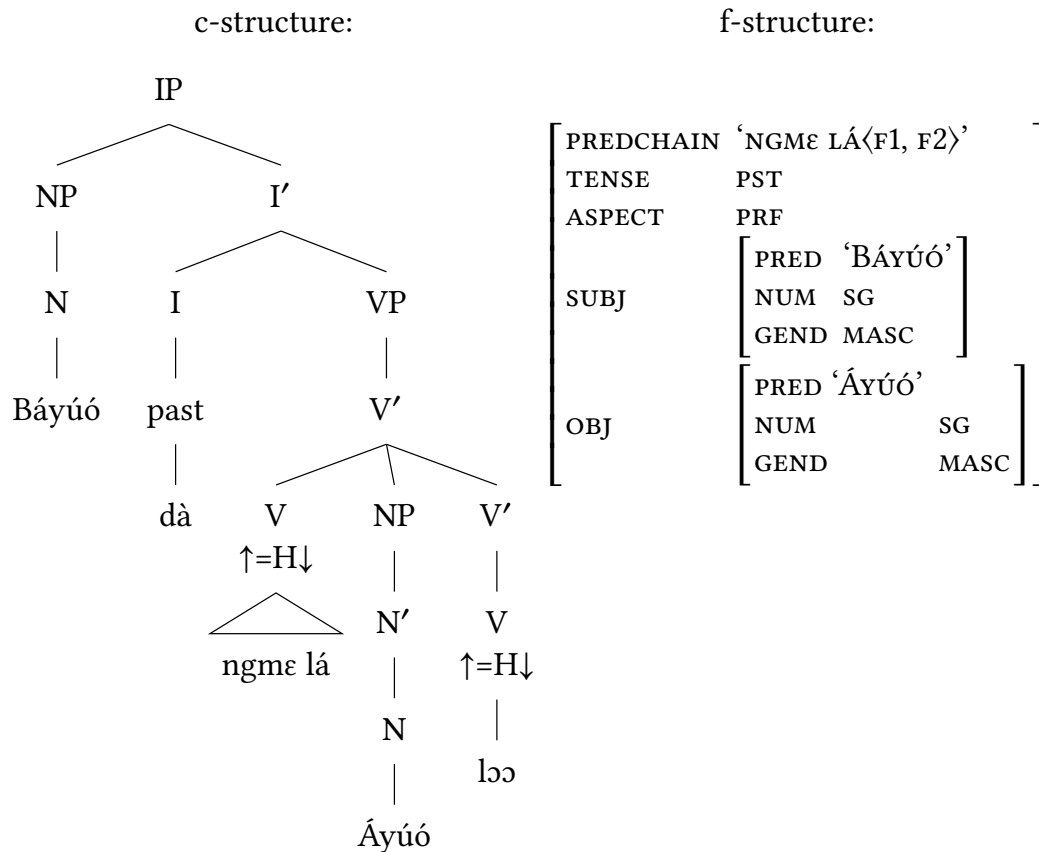 c-structure:
IP
NP I′
N I VP
Báyúó past V′
dà V NP V′
↑=H↓
ngmɛ lá
N′ V
↑=H↓
N lɔɔ
Áyúó
f-structure:
PREDCHAIN ‘NGMɛ LÁ⟨F1, F2⟩’
TENSE PST
ASPECT PRF
SUBJ
PRED ‘BÁYÚÓ’
NUM SG
GEND MASC
OBJ
PRED ‘ÁYÚÓ’
NUM SG
GEND MASC